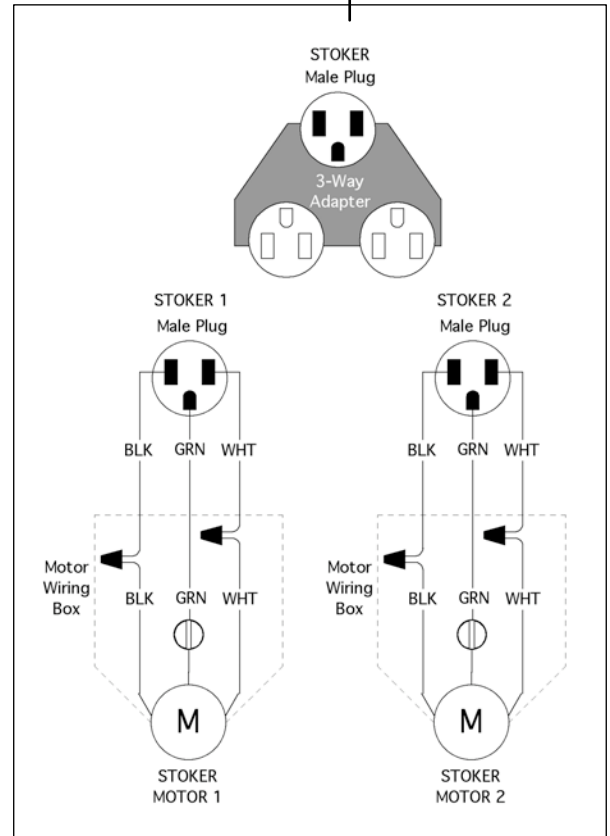 STOKER
Male Plug
3-Way
Adapter
STOKER 1
Male Plug
STOKER 2
Male Plug
BLK GRN WHT
BLK GRN WHT
Motor
Wiring
Box
BLK GRN WHT
Motor
Wiring
Box
BLK GRN WHT
M
M
STOKER
MOTOR 1
STOKER
MOTOR 2